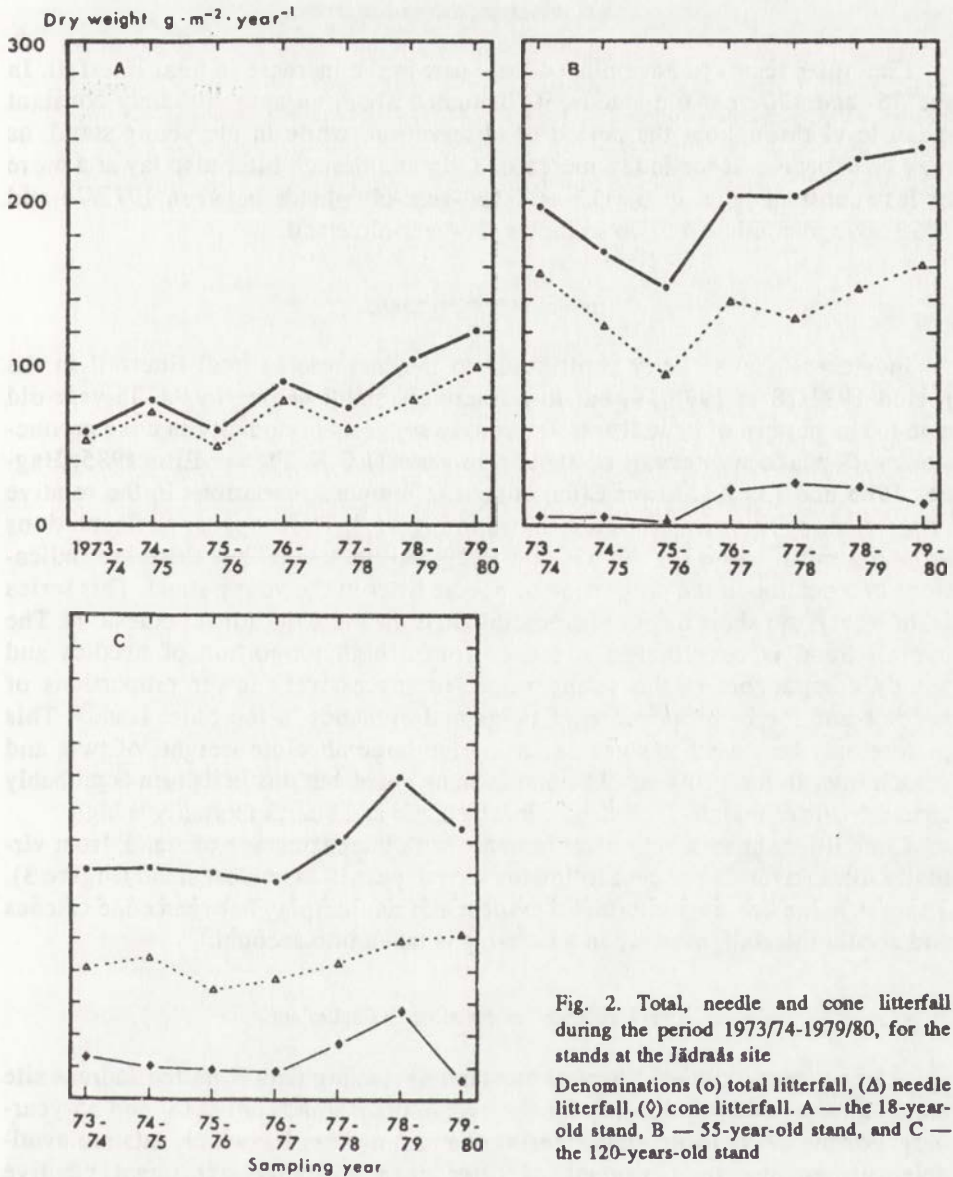 Dry weight g · m⁻² · year⁻¹
300
A
B
200
100
0
1973- 74- 75- 76- 77- 78- 79-
74 75 76 77 78 79 80
73- 74- 75- 76- 77- 78- 79-
74 75 76 77 78 79 80
C
73- 74- 75- 76- 77- 78- 79-
74 75 76 77 78 79 80
Sampling year
Fig. 2. Total, needle and cone litterfall
during the period 1973/74-1979/80, for the
stands at the Jädraås site
Denominations (o) total litterfall, (Δ) needle
litterfall, (◊) cone litterfall. A — the 18-year-
old stand, B — 55-year-old stand, and C —
the 120-years-old stand